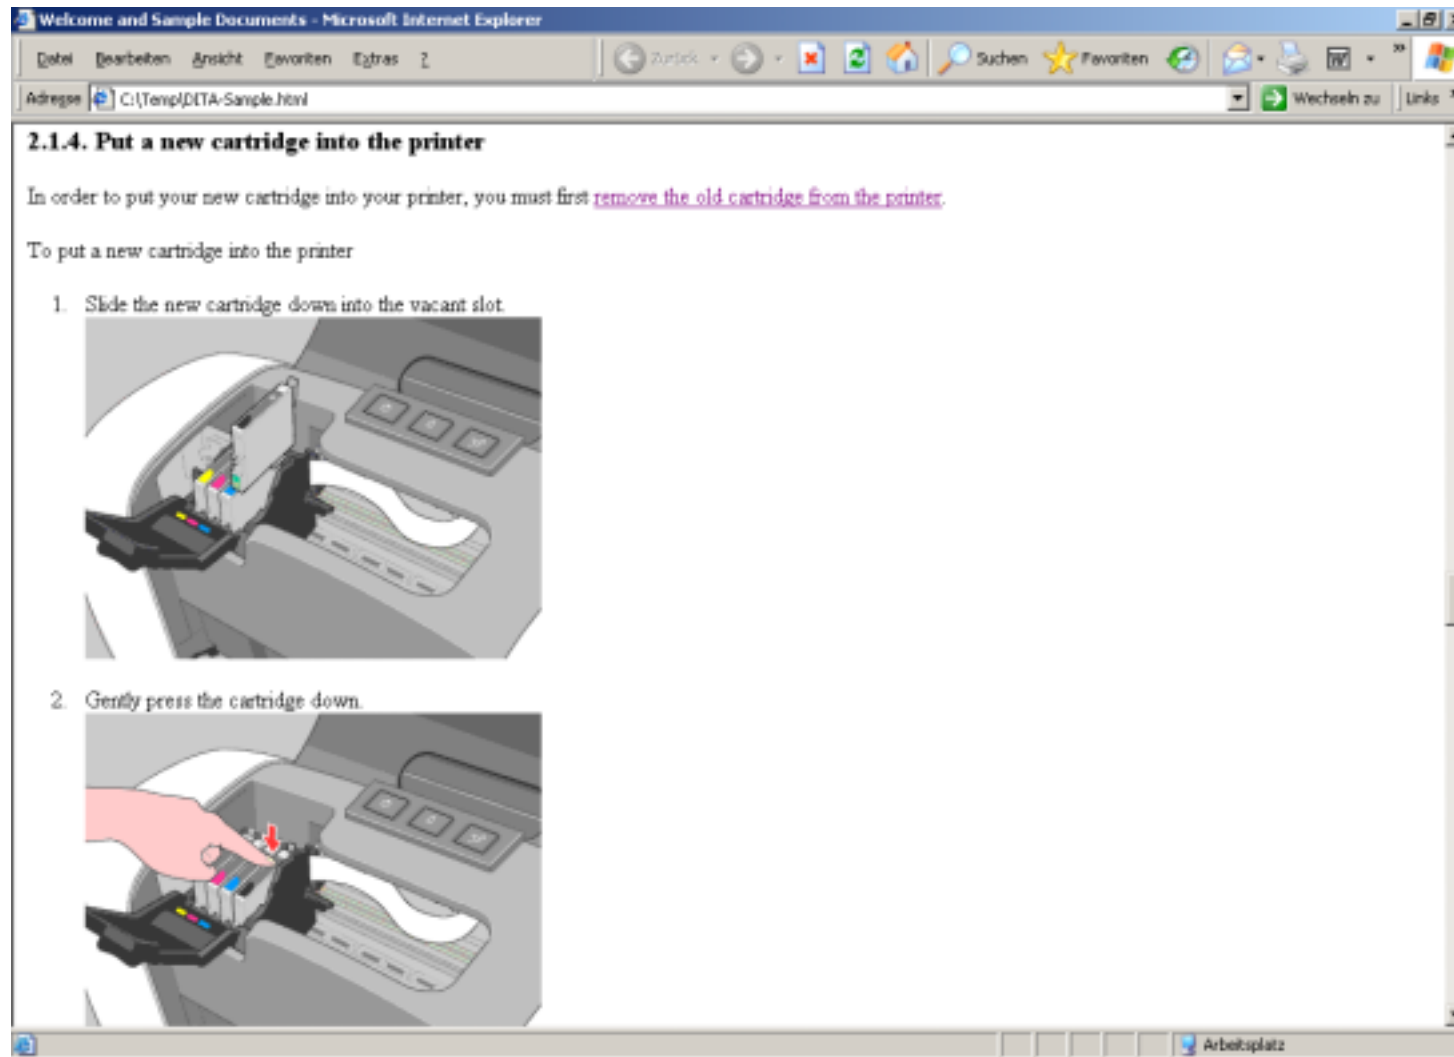 Welcome and Sample Documents - Microsoft Internet Explorer
Datei Bearbeiten Ansicht Favoriten Extras ? Zurück Suchen Favoriten
Adresse C:\Temp\DITA-Sample.html Wechseln zu Links
2.1.4. Put a new cartridge into the printer
In order to put your new cartridge into your printer, you must first remove the old cartridge from the printer.
To put a new cartridge into the printer
1. Slide the new cartridge down into the vacant slot.
2. Gently press the cartridge down.
Arbeitsplatz